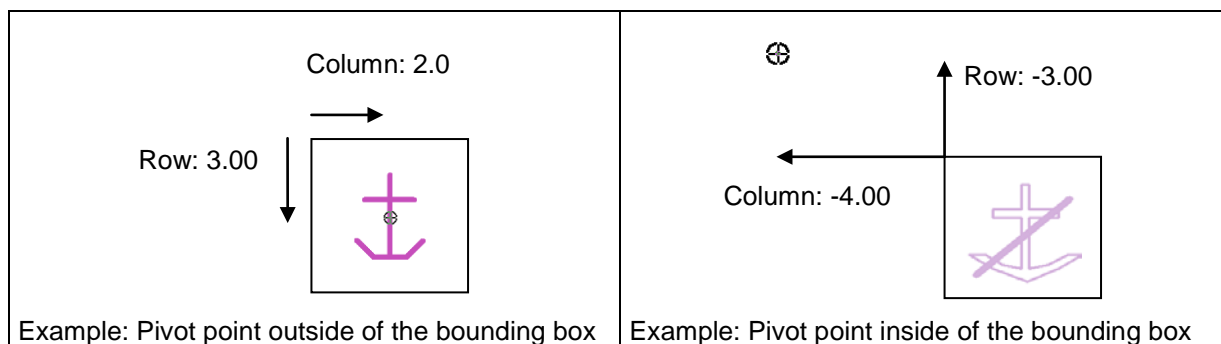 Column: 2.0
Row: 3.00
Example: Pivot point outside of the bounding box
Row: -3.00
Column: -4.00
Example: Pivot point inside of the bounding box